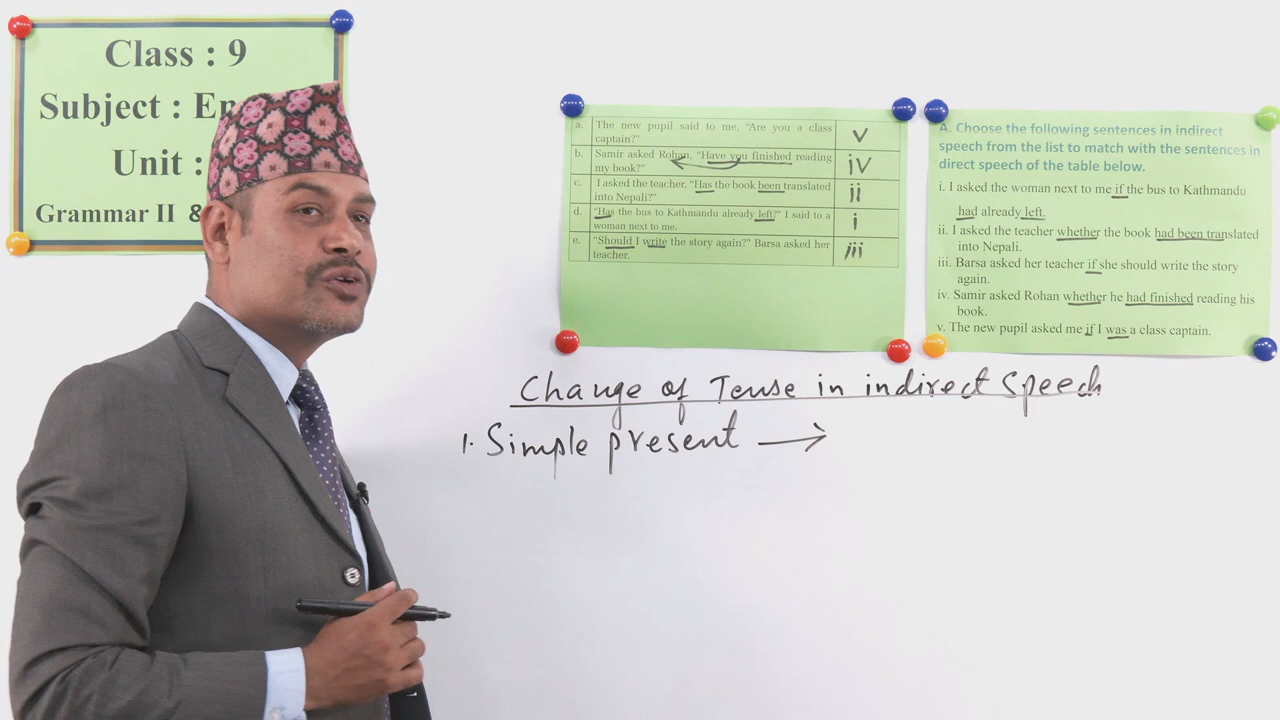 Class : 9
Subject : En
Unit :
Grammar II &
a. The new pupil said to me, “Are you a class
captain?”
v
b. Samir asked Rohan, “Have you finished reading
my book?”
iv
c. I asked the teacher, “Has the book been translated
into Nepali?”
ii
d. “Has the bus to Kathmandu already left?” I said to a
woman next to me.
i
e. “Should I write the story again?” Barsa asked her
teacher.
iii
A. Choose the following sentences in indirect
speech from the list to match with the sentences in
direct speech of the table below.
i. I asked the woman next to me if the bus to Kathmandu
had already left.
ii. I asked the teacher whether the book had been translated
into Nepali.
iii. Barsa asked her teacher if she should write the story
again.
iv. Samir asked Rohan whether he had finished reading his
book.
v. The new pupil asked me if I was a class captain.
Change of Tense in indirect Speech
1. Simple present →